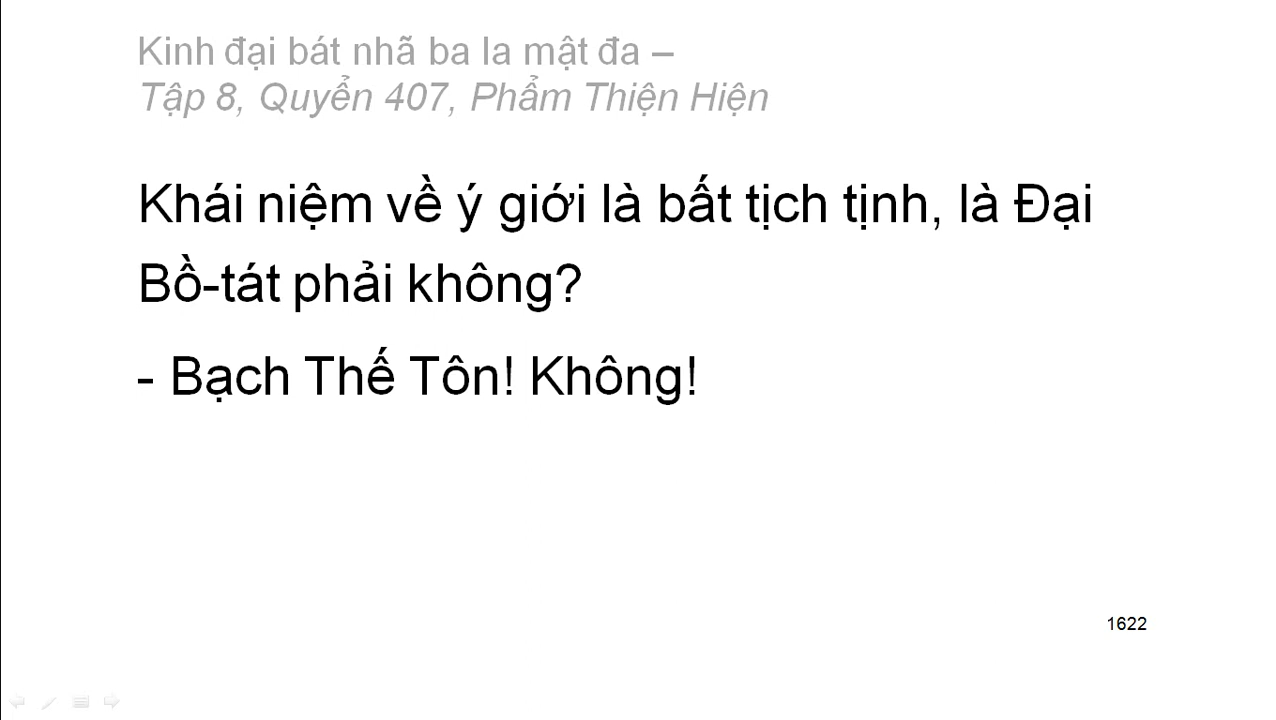 Kinh đại bát nhã ba la mật đa –
Tập 8, Quyển 407, Phẩm Thiện Hiện
Khái niệm về ý giới là bất tịch tịnh, là Đại
Bồ-tát phải không?
- Bạch Thế Tôn! Không!
1622